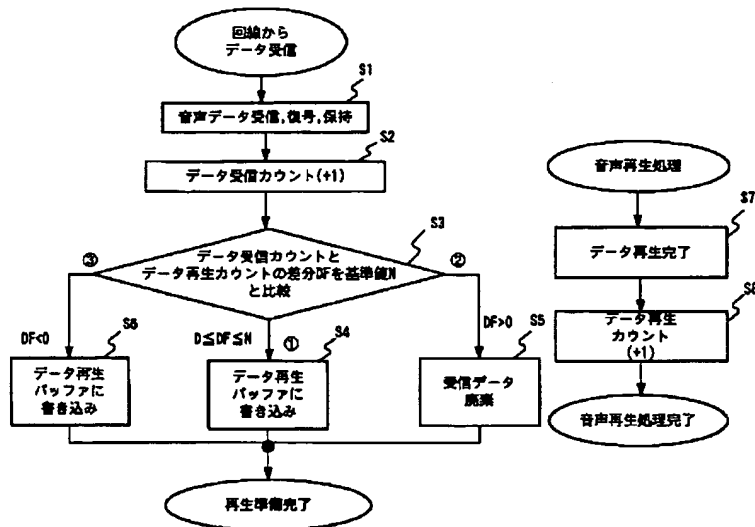 回線から
データ受信
S1
音声データ受信,復号,保持
S2
データ受信カウント(+1)
S3
データ受信カウントと
データ再生カウントの差分DFを基準値N
と比較
③
②
①
DF<0
D≦DF≦N
DF>0
S6
データ再生
バッファに
書き込み
S4
データ再生
バッファに
書き込み
S5
受信データ
廃棄
再生準備完了
音声再生処理
S7
データ再生完了
S8
データ再生
カウント
(+1)
音声再生処理完了